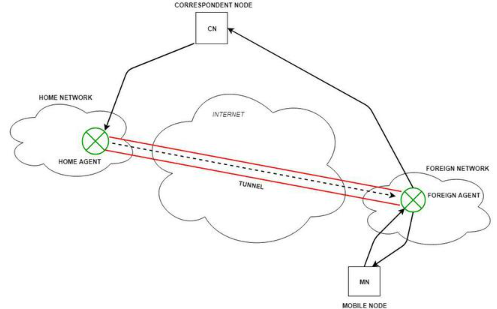 CORRESPONDENT NODE
CN
HOME NETWORK
INTERNET
HOME AGENT
FOREIGN NETWORK
TUNNEL
FOREIGN AGENT
MN
MOBILE NODE